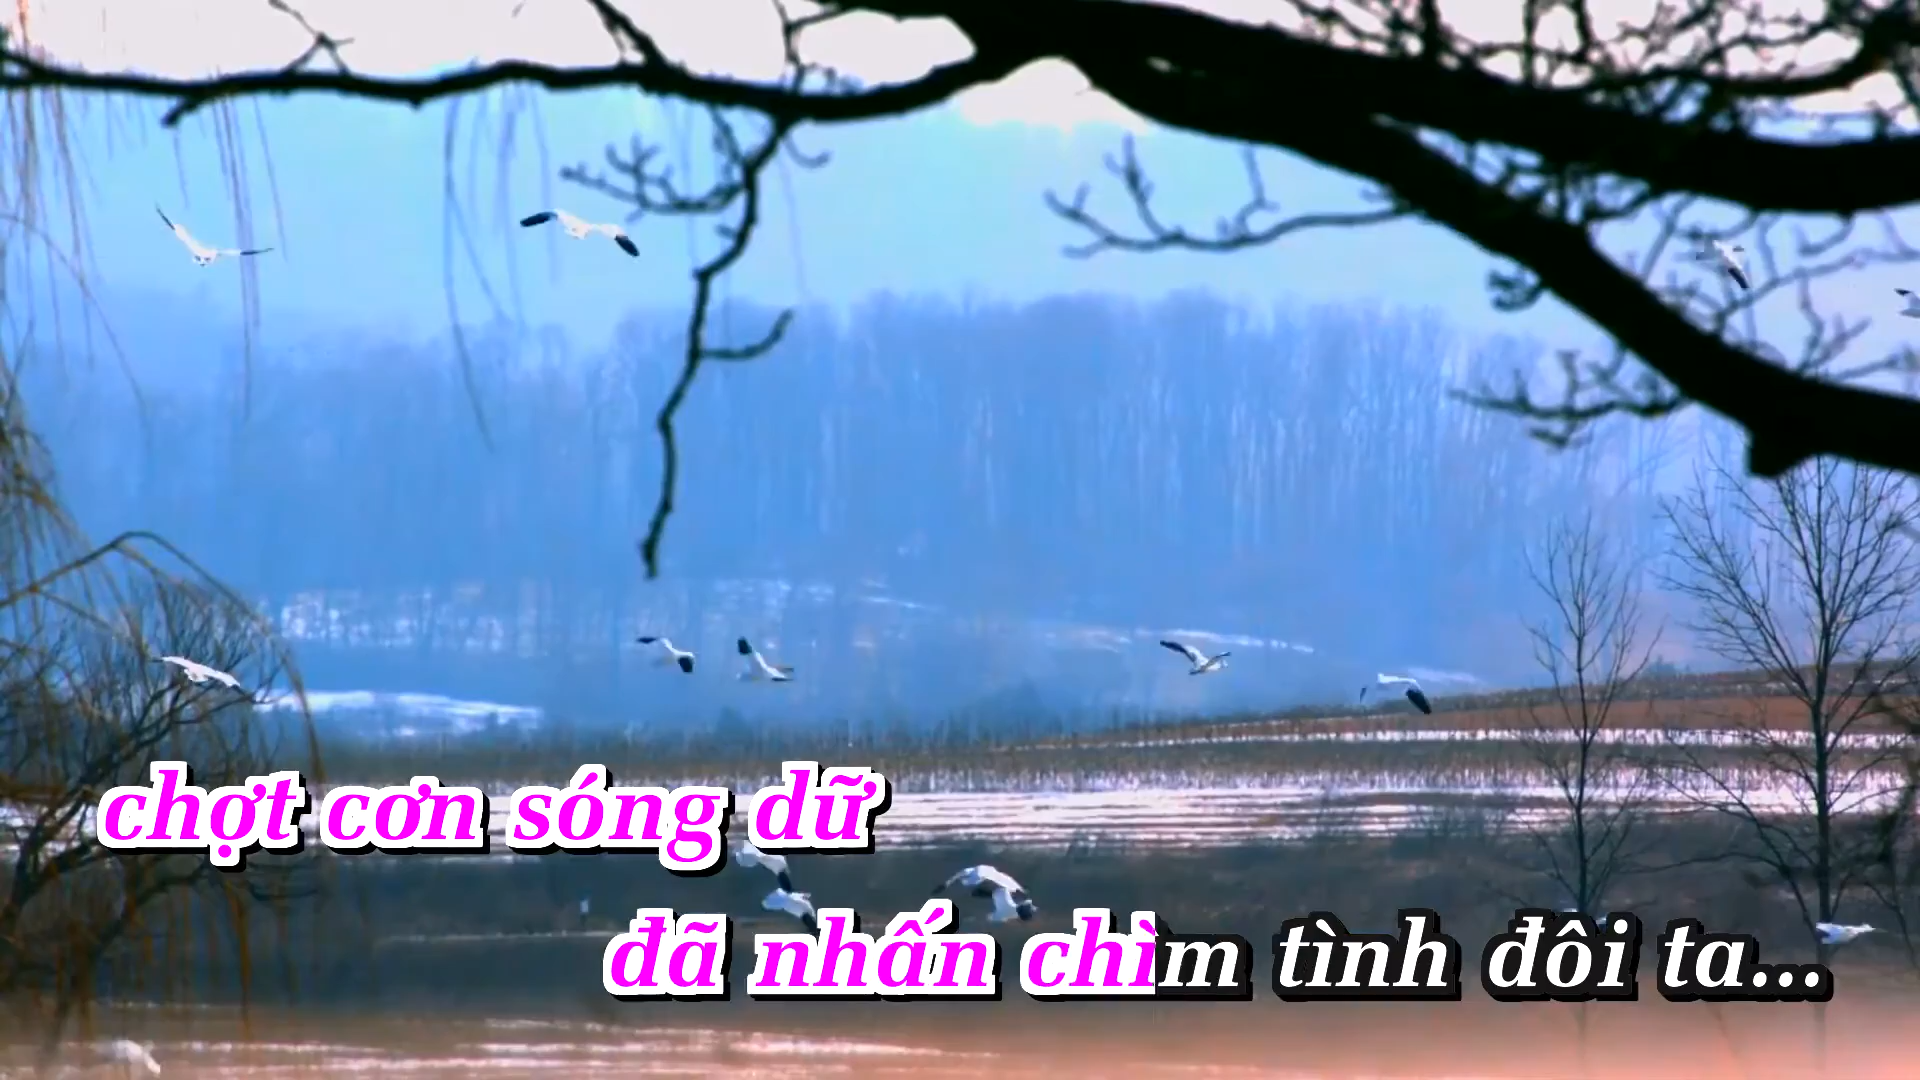 chợt cơn sóng dữ
đã nhấn chìm tình đôi ta...